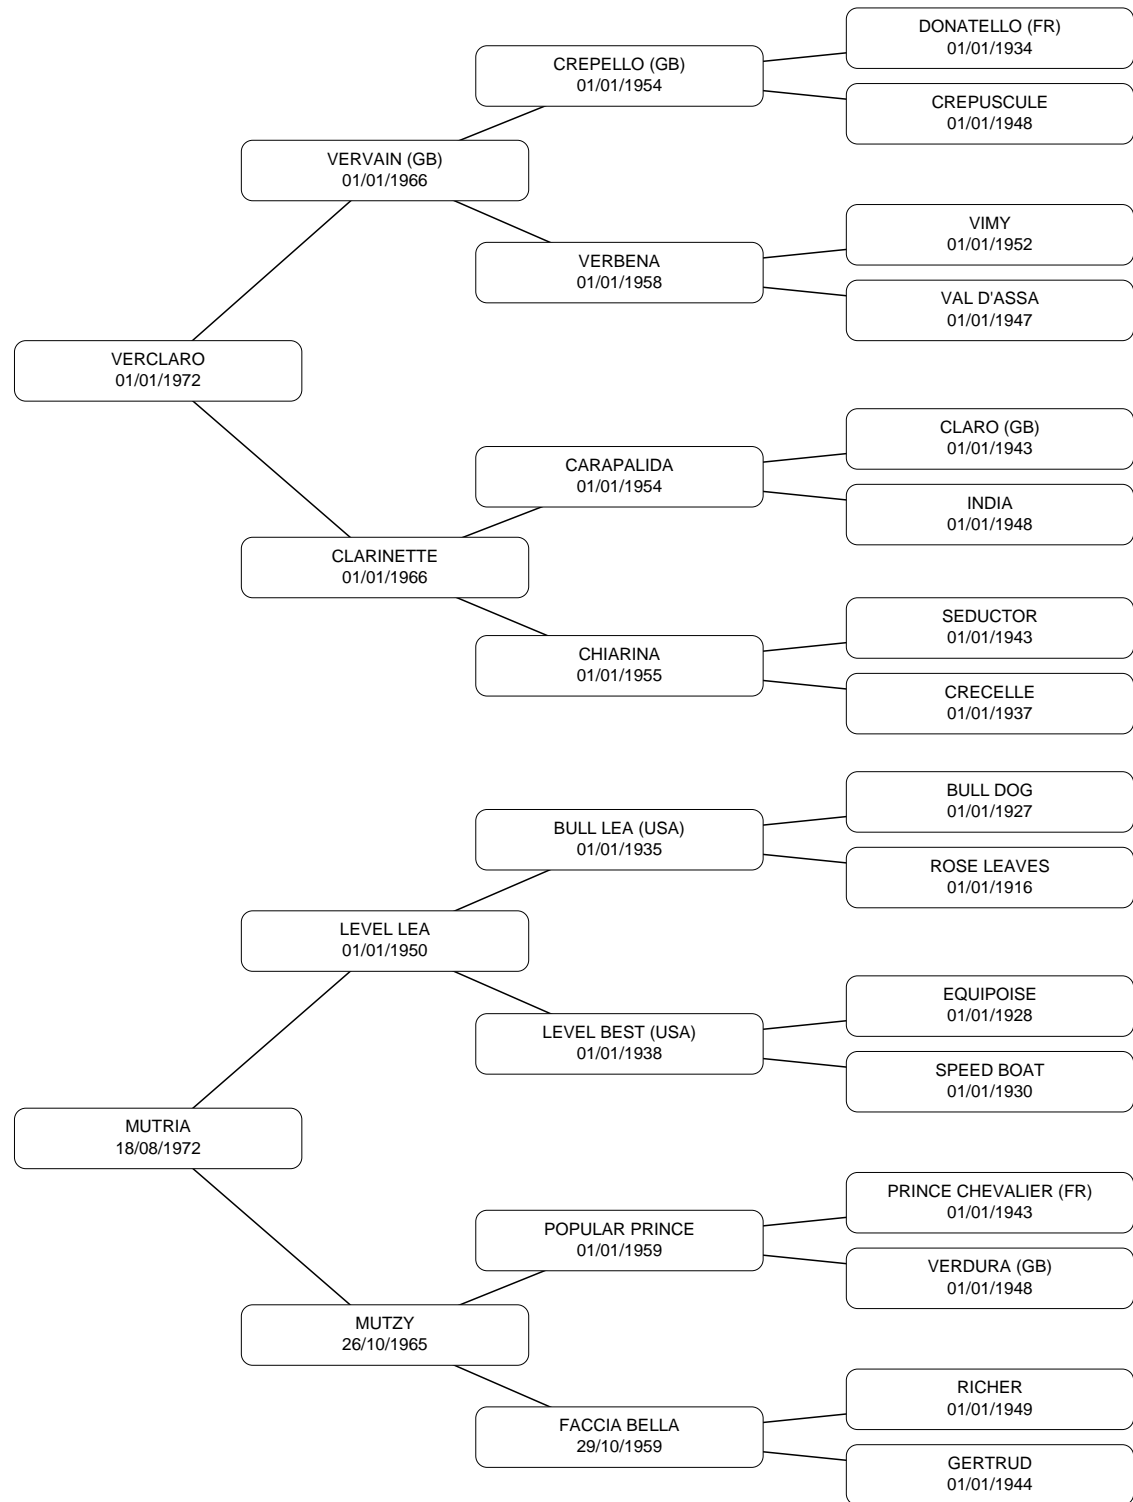 DONATELLO (FR)
01/01/1934
CREPELLO (GB)
01/01/1954
CREPUSCULE
01/01/1948
VERVAIN (GB)
01/01/1966
VIMY
01/01/1952
VERBENA
01/01/1958
VAL D'ASSA
01/01/1947
VERCLARO
01/01/1972
CLARO (GB)
01/01/1943
CARAPALIDA
01/01/1954
INDIA
01/01/1948
CLARINETTE
01/01/1966
SEDUCTOR
01/01/1943
CHIARINA
01/01/1955
CRECELLE
01/01/1937
BULL DOG
01/01/1927
BULL LEA (USA)
01/01/1935
ROSE LEAVES
01/01/1916
LEVEL LEA
01/01/1950
EQUIPOISE
01/01/1928
LEVEL BEST (USA)
01/01/1938
SPEED BOAT
01/01/1930
MUTRIA
18/08/1972
PRINCE CHEVALIER (FR)
01/01/1943
POPULAR PRINCE
01/01/1959
VERDURA (GB)
01/01/1948
MUTZY
26/10/1965
RICHER
01/01/1949
FACCIA BELLA
29/10/1959
GERTRUD
01/01/1944